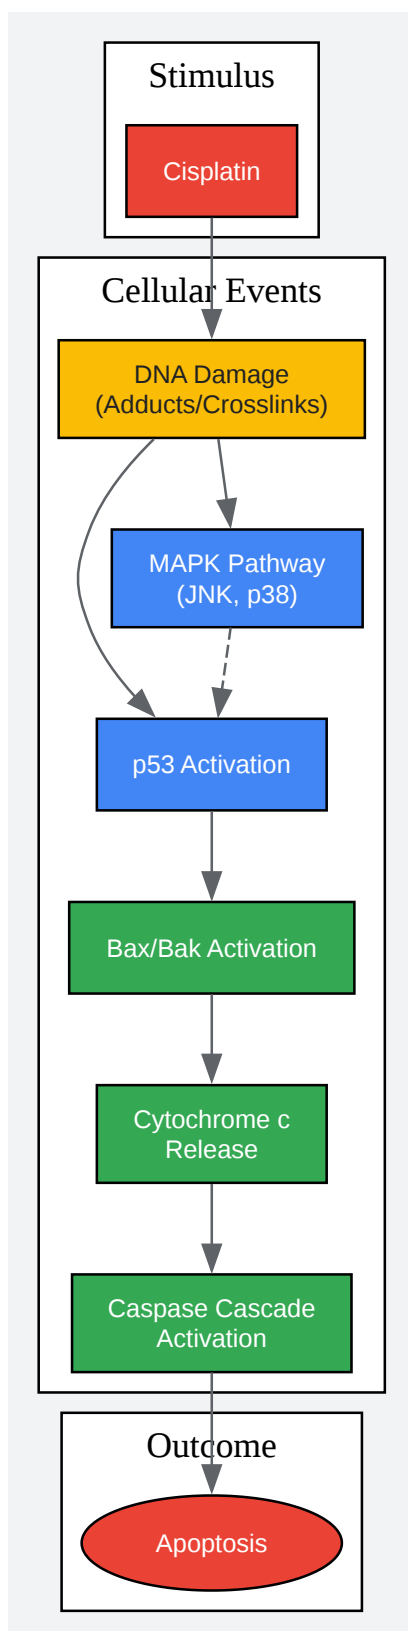 Stimulus
Cisplatin
Cellular Events
DNA Damage
(Adducts/Crosslinks)
MAPK Pathway
(JNK, p38)
p53 Activation
Bax/Bak Activation
Cytochrome c
Release
Caspase Cascade
Activation
Outcome
Apoptosis